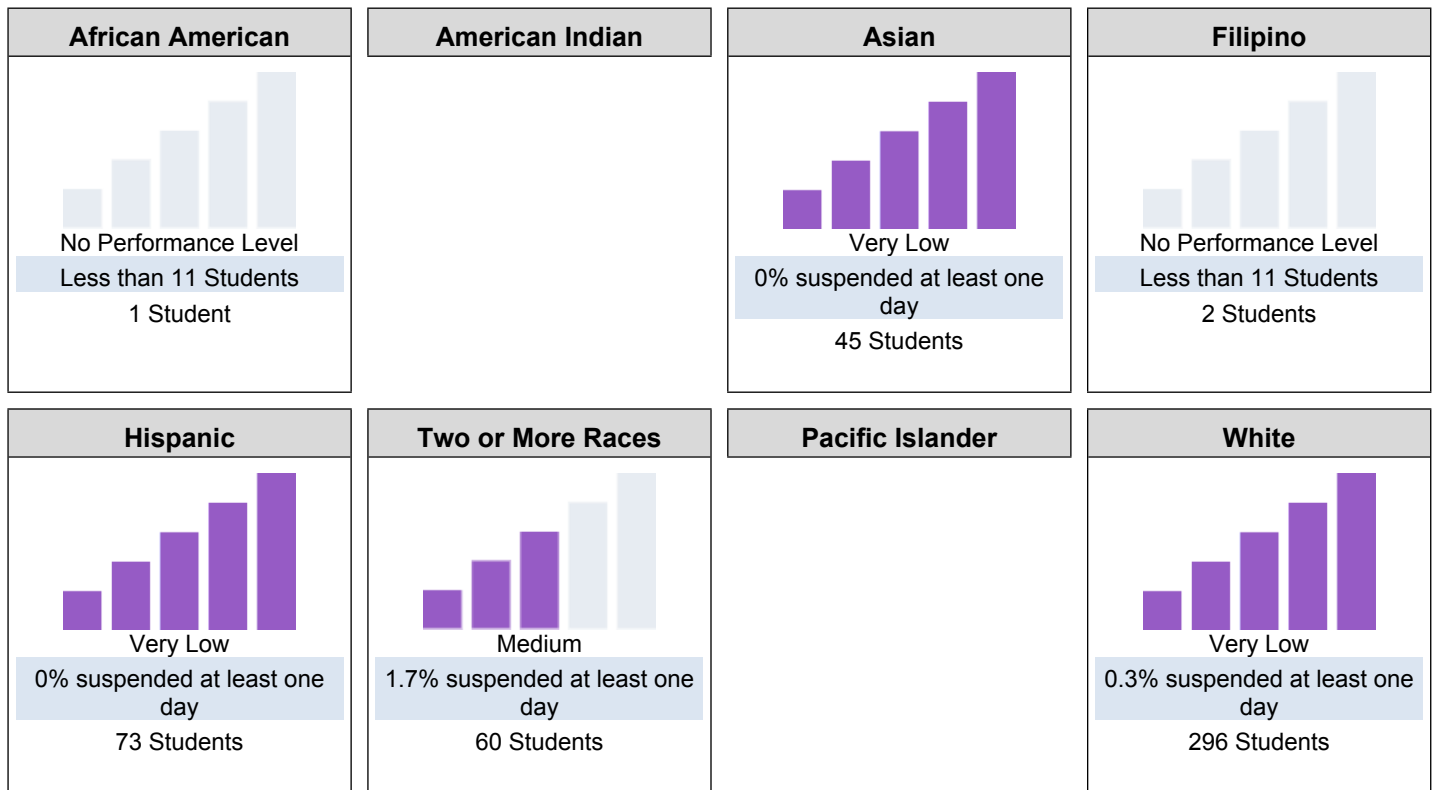 African American
No Performance Level
Less than 11 Students
1 Student
American Indian
Asian
Very Low
0% suspended at least one
day
45 Students
Filipino
No Performance Level
Less than 11 Students
2 Students
Hispanic
Very Low
0% suspended at least one
day
73 Students
Two or More Races
Medium
1.7% suspended at least one
day
60 Students
Pacific Islander
White
Very Low
0.3% suspended at least one
day
296 Students